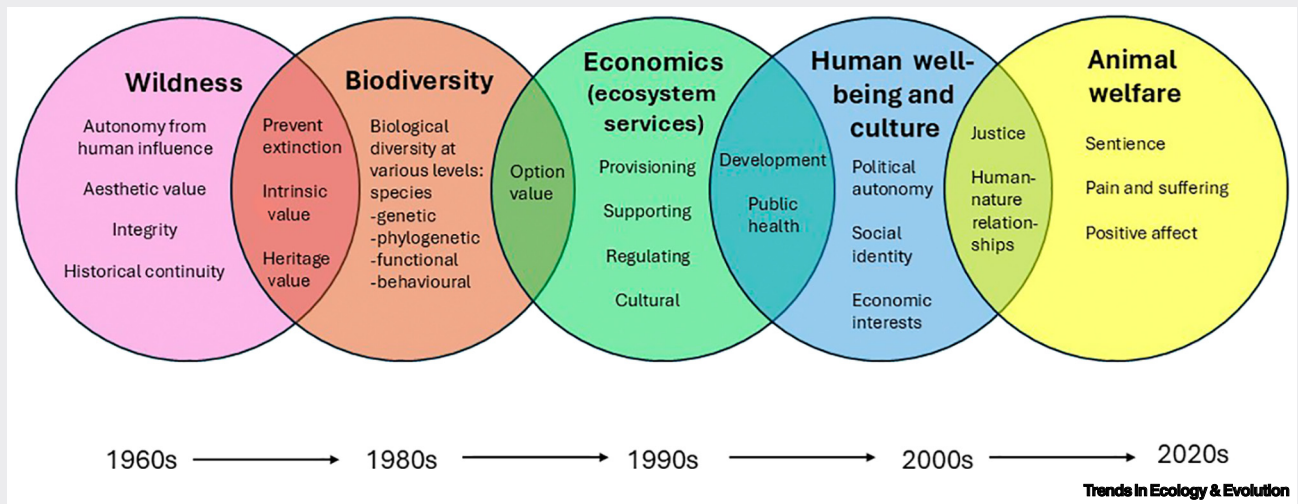 Wildness
Autonomy from
human influence
Aesthetic value
Integrity
Historical continuity
Prevent
extinction
Intrinsic
value
Heritage
value
Biodiversity
Biological
diversity at
various levels:
species
-genetic
-phylogenetic
-functional
-behavioural
Option
value
Economics
(ecosystem
services)
Provisioning
Supporting
Regulating
Cultural
Development
Public
health
Human well-
being and
culture
Political
autonomy
Social
identity
Economic
interests
Justice
Human-
nature
relation-
ships
Animal
welfare
Sentience
Pain and suffering
Positive affect
1960s
1980s
1990s
2000s
2020s
Trends in Ecology & Evolution